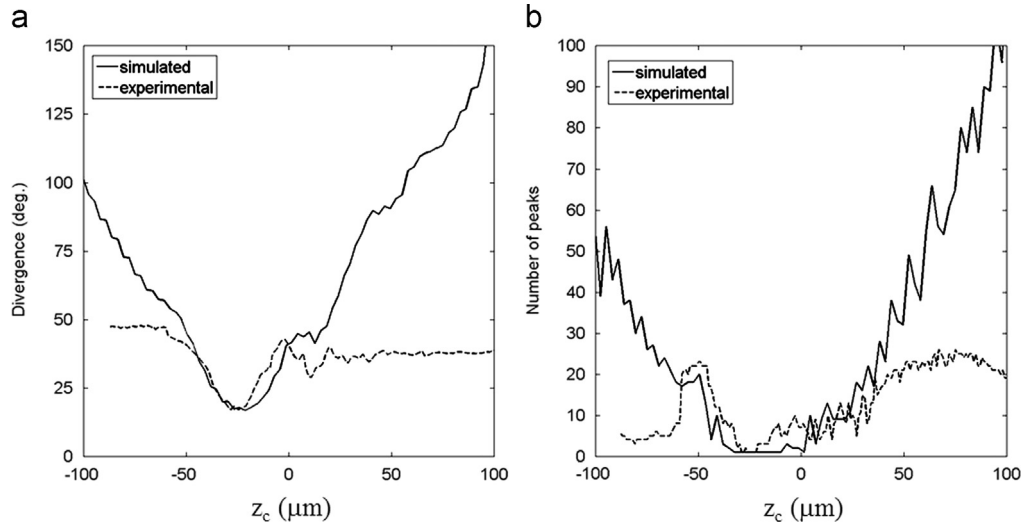 a
150
125
100
75
50
25
0
Divergence (deg.)
simulated
experimental
-100 -50 0 50 100
z_c (μm)
b
100
90
80
70
60
50
40
30
20
10
0
Number of peaks
simulated
experimental
-100 -50 0 50 100
z_c (μm)